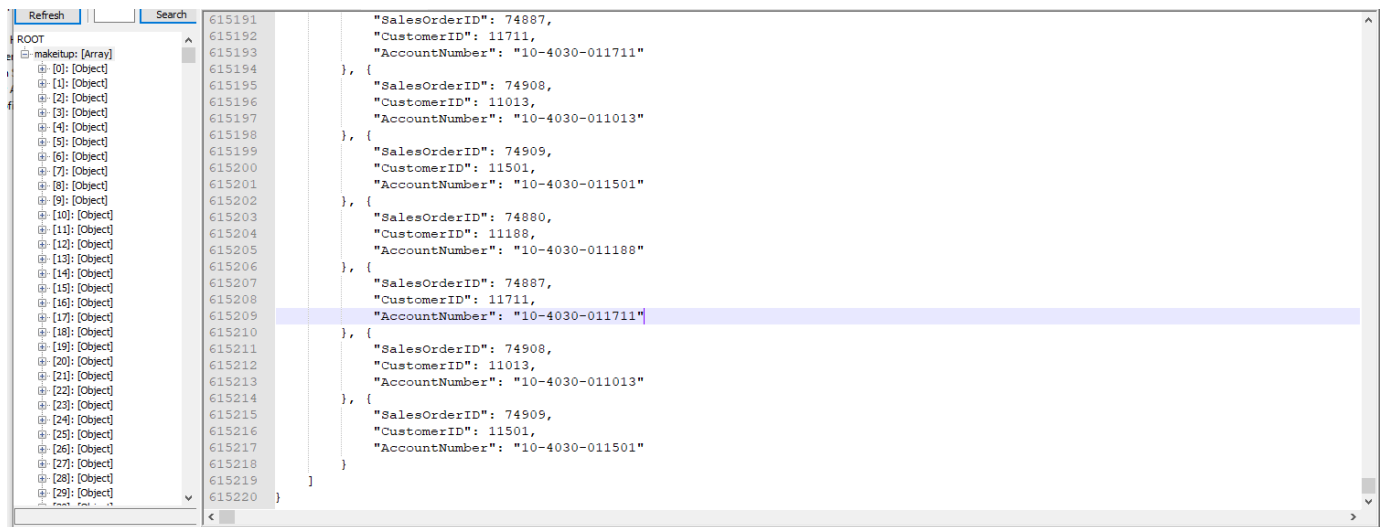 Refresh
Search
ROOT
makeitup: [Array]
[0]: [Object]
[1]: [Object]
[2]: [Object]
[3]: [Object]
[4]: [Object]
[5]: [Object]
[6]: [Object]
[7]: [Object]
[8]: [Object]
[9]: [Object]
[10]: [Object]
[11]: [Object]
[12]: [Object]
[13]: [Object]
[14]: [Object]
[15]: [Object]
[16]: [Object]
[17]: [Object]
[18]: [Object]
[19]: [Object]
[20]: [Object]
[21]: [Object]
[22]: [Object]
[23]: [Object]
[24]: [Object]
[25]: [Object]
[26]: [Object]
[27]: [Object]
[28]: [Object]
[29]: [Object]
615191 "SalesOrderID": 74887,
615192 "CustomerID": 11711,
615193 "AccountNumber": "10-4030-011711"
615194 }, {
615195 "SalesOrderID": 74908,
615196 "CustomerID": 11013,
615197 "AccountNumber": "10-4030-011013"
615198 }, {
615199 "SalesOrderID": 74909,
615200 "CustomerID": 11501,
615201 "AccountNumber": "10-4030-011501"
615202 }, {
615203 "SalesOrderID": 74880,
615204 "CustomerID": 11188,
615205 "AccountNumber": "10-4030-011188"
615206 }, {
615207 "SalesOrderID": 74887,
615208 "CustomerID": 11711,
615209 "AccountNumber": "10-4030-011711"
615210 }, {
615211 "SalesOrderID": 74908,
615212 "CustomerID": 11013,
615213 "AccountNumber": "10-4030-011013"
615214 }, {
615215 "SalesOrderID": 74909,
615216 "CustomerID": 11501,
615217 "AccountNumber": "10-4030-011501"
615218 }
615219 ]
615220 }